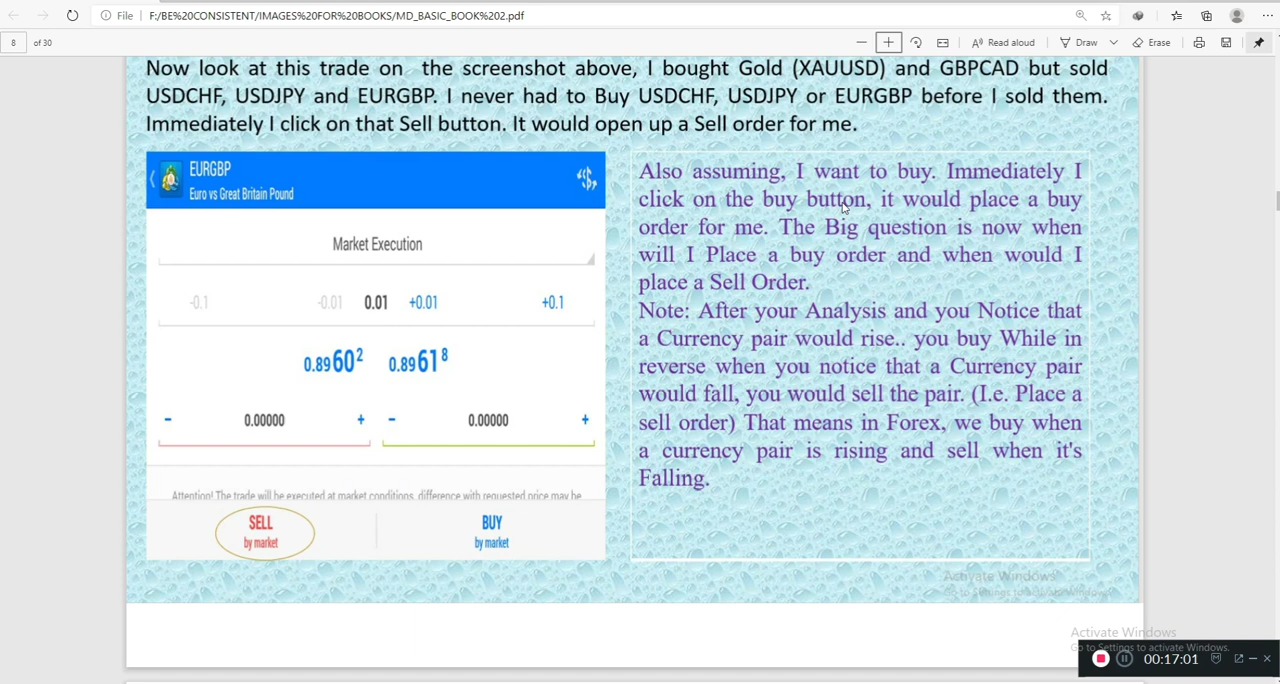 File F:/BE%20CONSISTENT/IMAGES%20FOR%20BOOKS/MD_BASIC_BOOK%202.pdf
8 of 30
Read aloud Draw Erase
Now look at this trade on the screenshot above, I bought Gold (XAUUSD) and GBPCAD but sold
USDCHF, USDJPY and EURGBP. I never had to Buy USDCHF, USDJPY or EURGBP before I sold them.
Immediately I click on that Sell button. It would open up a Sell order for me.
EURGBP
Euro vs Great Britain Pound
Market Execution
-0.1 -0.01 0.01 +0.01 +0.1
0.89602 0.89618
- 0.00000 + - 0.00000 +
Attention! The trade will be executed at market conditions, difference with requested price may be
SELL BUY
by market by market
Also assuming, I want to buy. Immediately I
click on the buy button, it would place a buy
order for me. The Big question is now when
will I Place a buy order and when would I
place a Sell Order.
Note: After your Analysis and you Notice that
a Currency pair would rise.. you buy While in
reverse when you notice that a Currency pair
would fall, you would sell the pair. (I.e. Place a
sell order) That means in Forex, we buy when
a currency pair is rising and sell when it's
Falling.
Activate Windows
Go to Settings to activate Windows.
Activate Windows
Go to Settings to activate Windows.
00:17:01